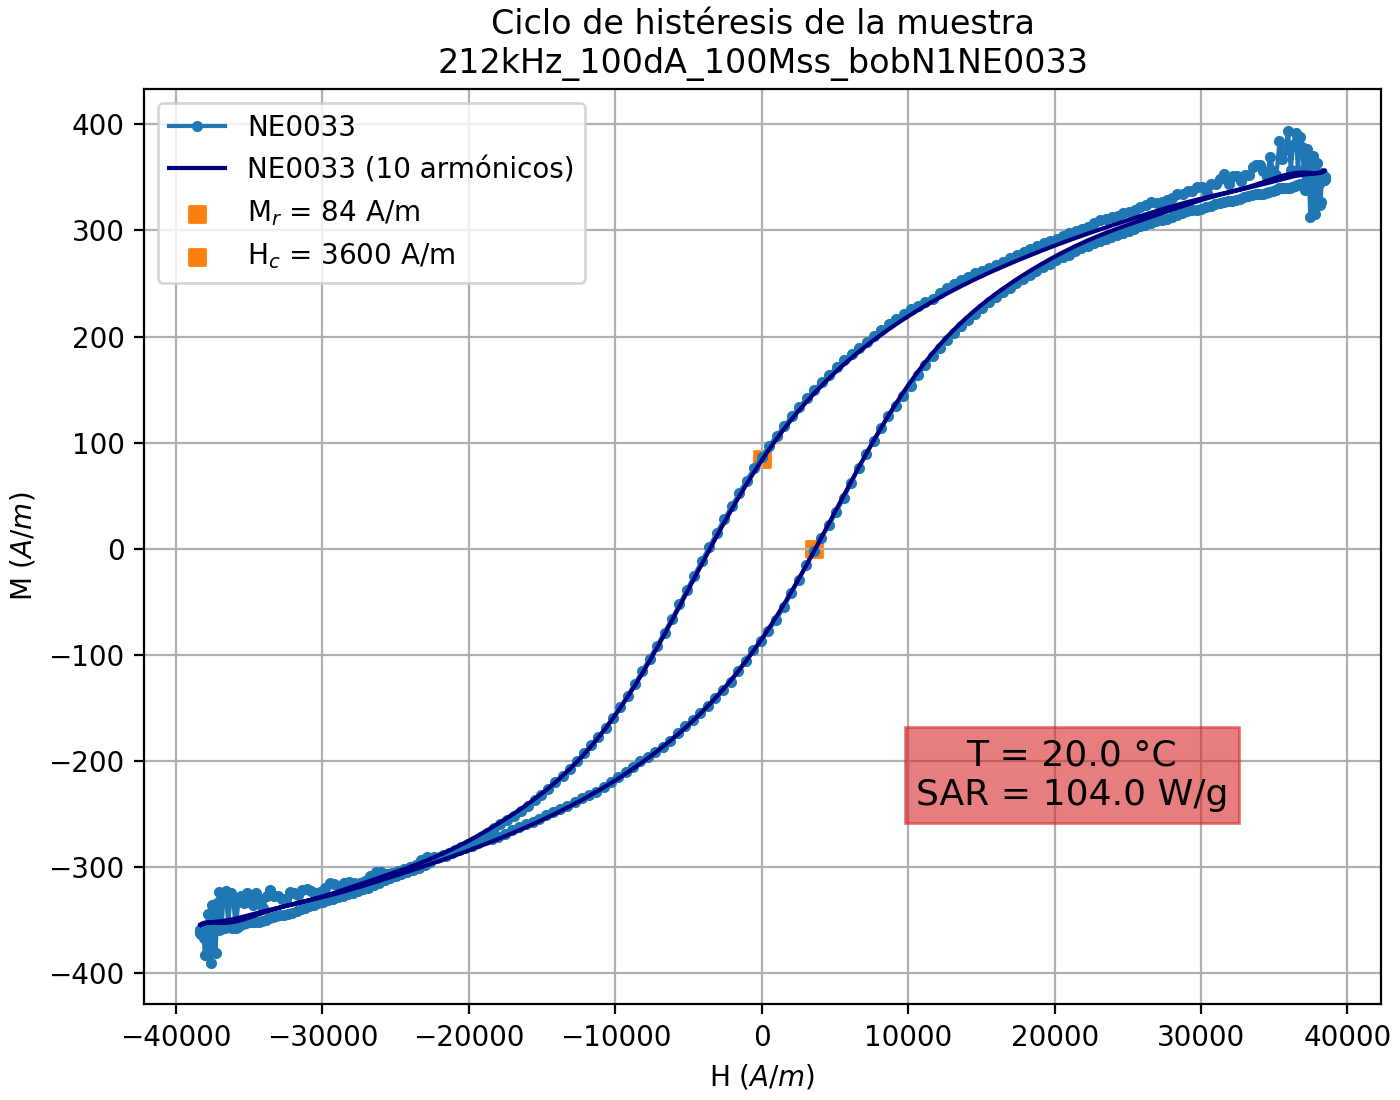 Ciclo de histéresis de la muestra
212kHz_100dA_100Mss_bobN1NE0033
NE0033
NE0033 (10 armónicos)
Mᵣ = 84 A/m
H꜀ = 3600 A/m
400
300
200
100
0
−100
−200
−300
−400
M (A/m)
T = 20.0 °C
SAR = 104.0 W/g
−40000 −30000 −20000 −10000 0 10000 20000 30000 40000
H (A/m)